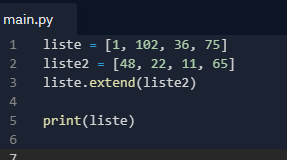 main.py
1 liste = [1, 102, 36, 75]
2 liste2 = [48, 22, 11, 65]
3 liste.extend(liste2)
4
5 print(liste)
6
7